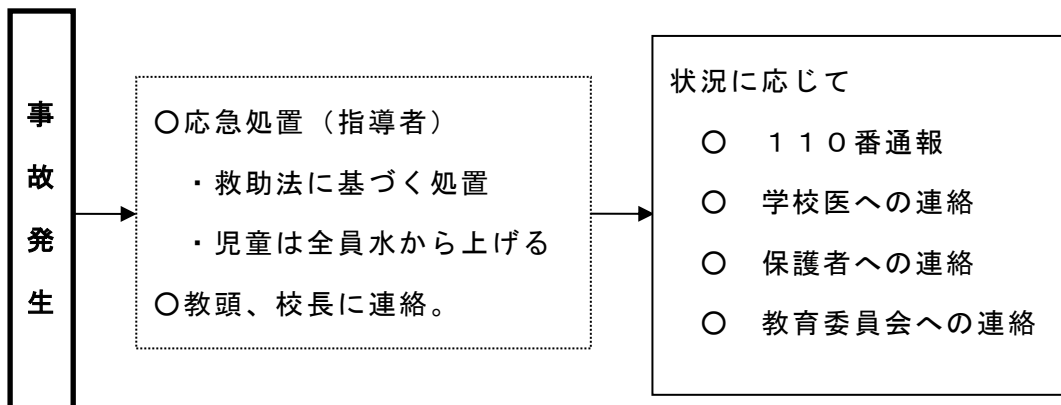 事故発生
〇応急処置（指導者）
・救助法に基づく処置
・児童は全員水から上げる
〇教頭、校長に連絡。
状況に応じて
〇　１１０番通報
〇　学校医への連絡
〇　保護者への連絡
〇　教育委員会への連絡